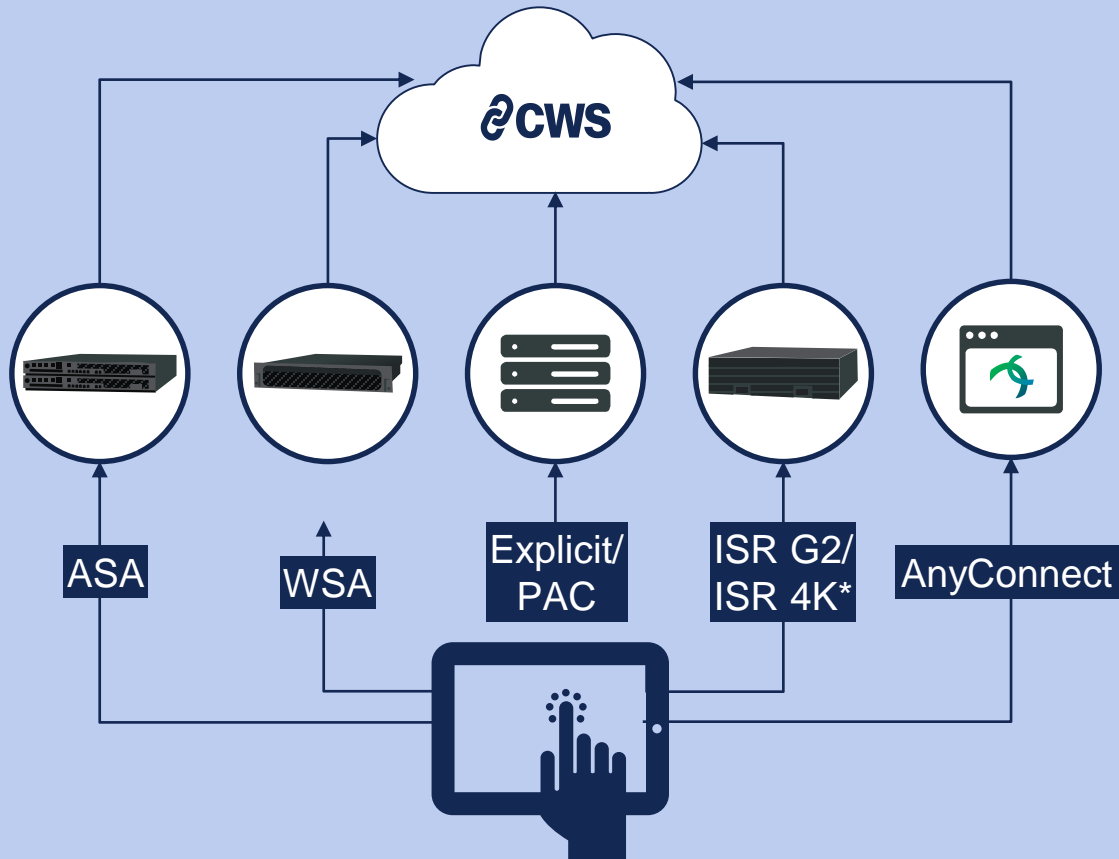 CWS
ASA
WSA
Explicit/
PAC
ISR G2/
ISR 4K*
AnyConnect